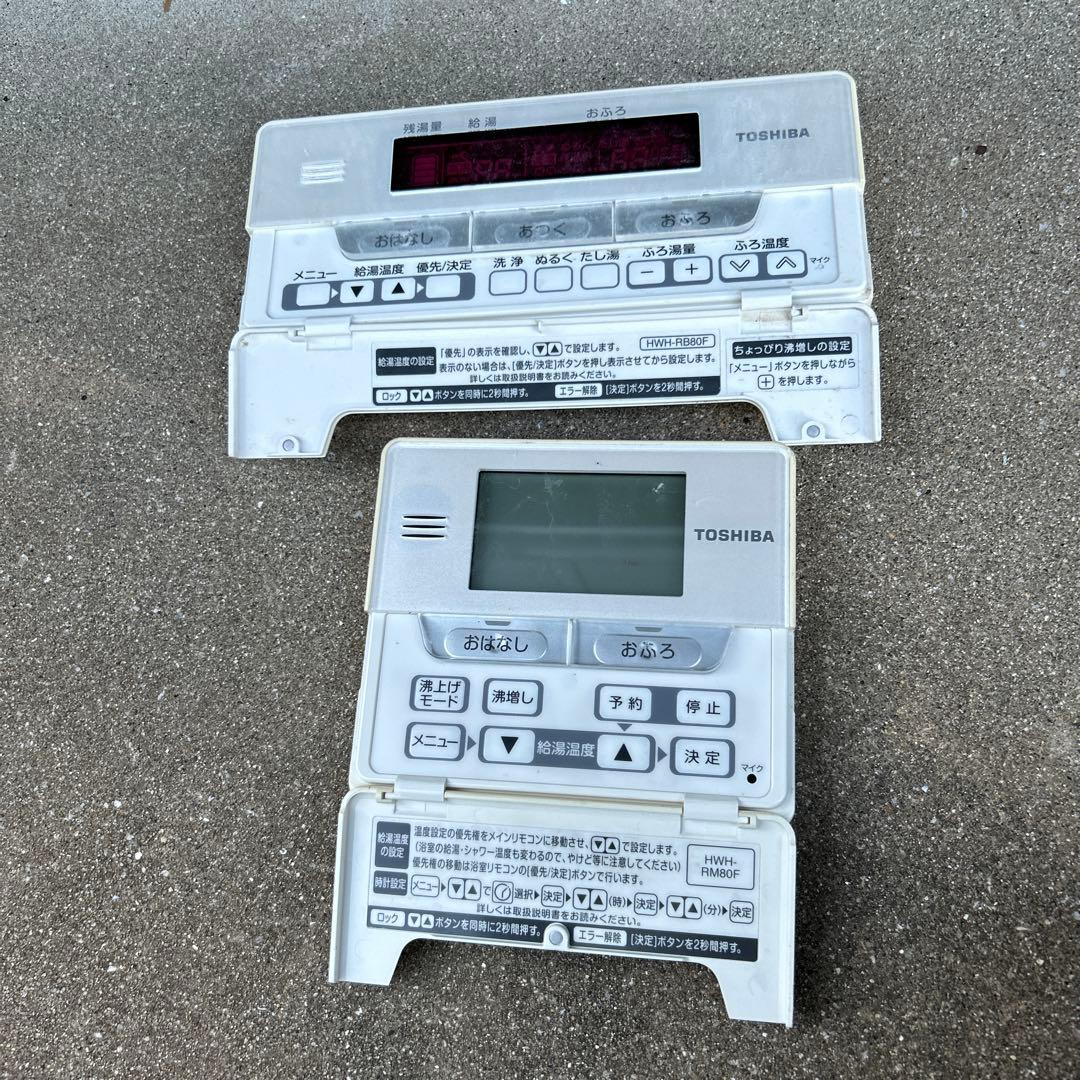 残湯量 給湯 おふろ
TOSHIBA
おはなし あつく おふろ
メニュー 給湯温度 優先/決定 洗浄 ぬるく たし湯 ふろ湯量 ふろ温度
▼ ▲ − + マイク
給湯温度の設定
「優先」の表示を確認し、▼▲で設定します。
表示のない場合は、[優先/決定]ボタンを押し表示させてから設定します。
詳しくは取扱説明書をお読みください。
HWH-RB80F
ロック ▼▲ボタンを同時に2秒間押す。 エラー解除 [決定]ボタンを2秒間押す。
ちょっぴり沸増しの設定
「メニュー」ボタンを押しながら
+を押します。
TOSHIBA
おはなし おふろ
沸上げ
モード
沸増し 予約 停止
メニュー ▼ 給湯温度 ▲ 決定
マイク
給湯温度
の設定
温度設定の優先権をメインリモコンに移動させ、▼▲で設定します。
(浴室の給湯・シャワー温度も変わるので、やけど等に注意してください)
優先権の移動は浴室リモコンの[優先/決定]ボタンで行います。
HWH-
RM80F
時計設定 メニュー▶▼▲で選択▶決定▶▼▲(時)▶決定▶▼▲(分)▶決定
詳しくは取扱説明書をお読みください。
ロック ▼▲ボタンを同時に2秒間押す。 エラー解除 [決定]ボタンを2秒間押す。